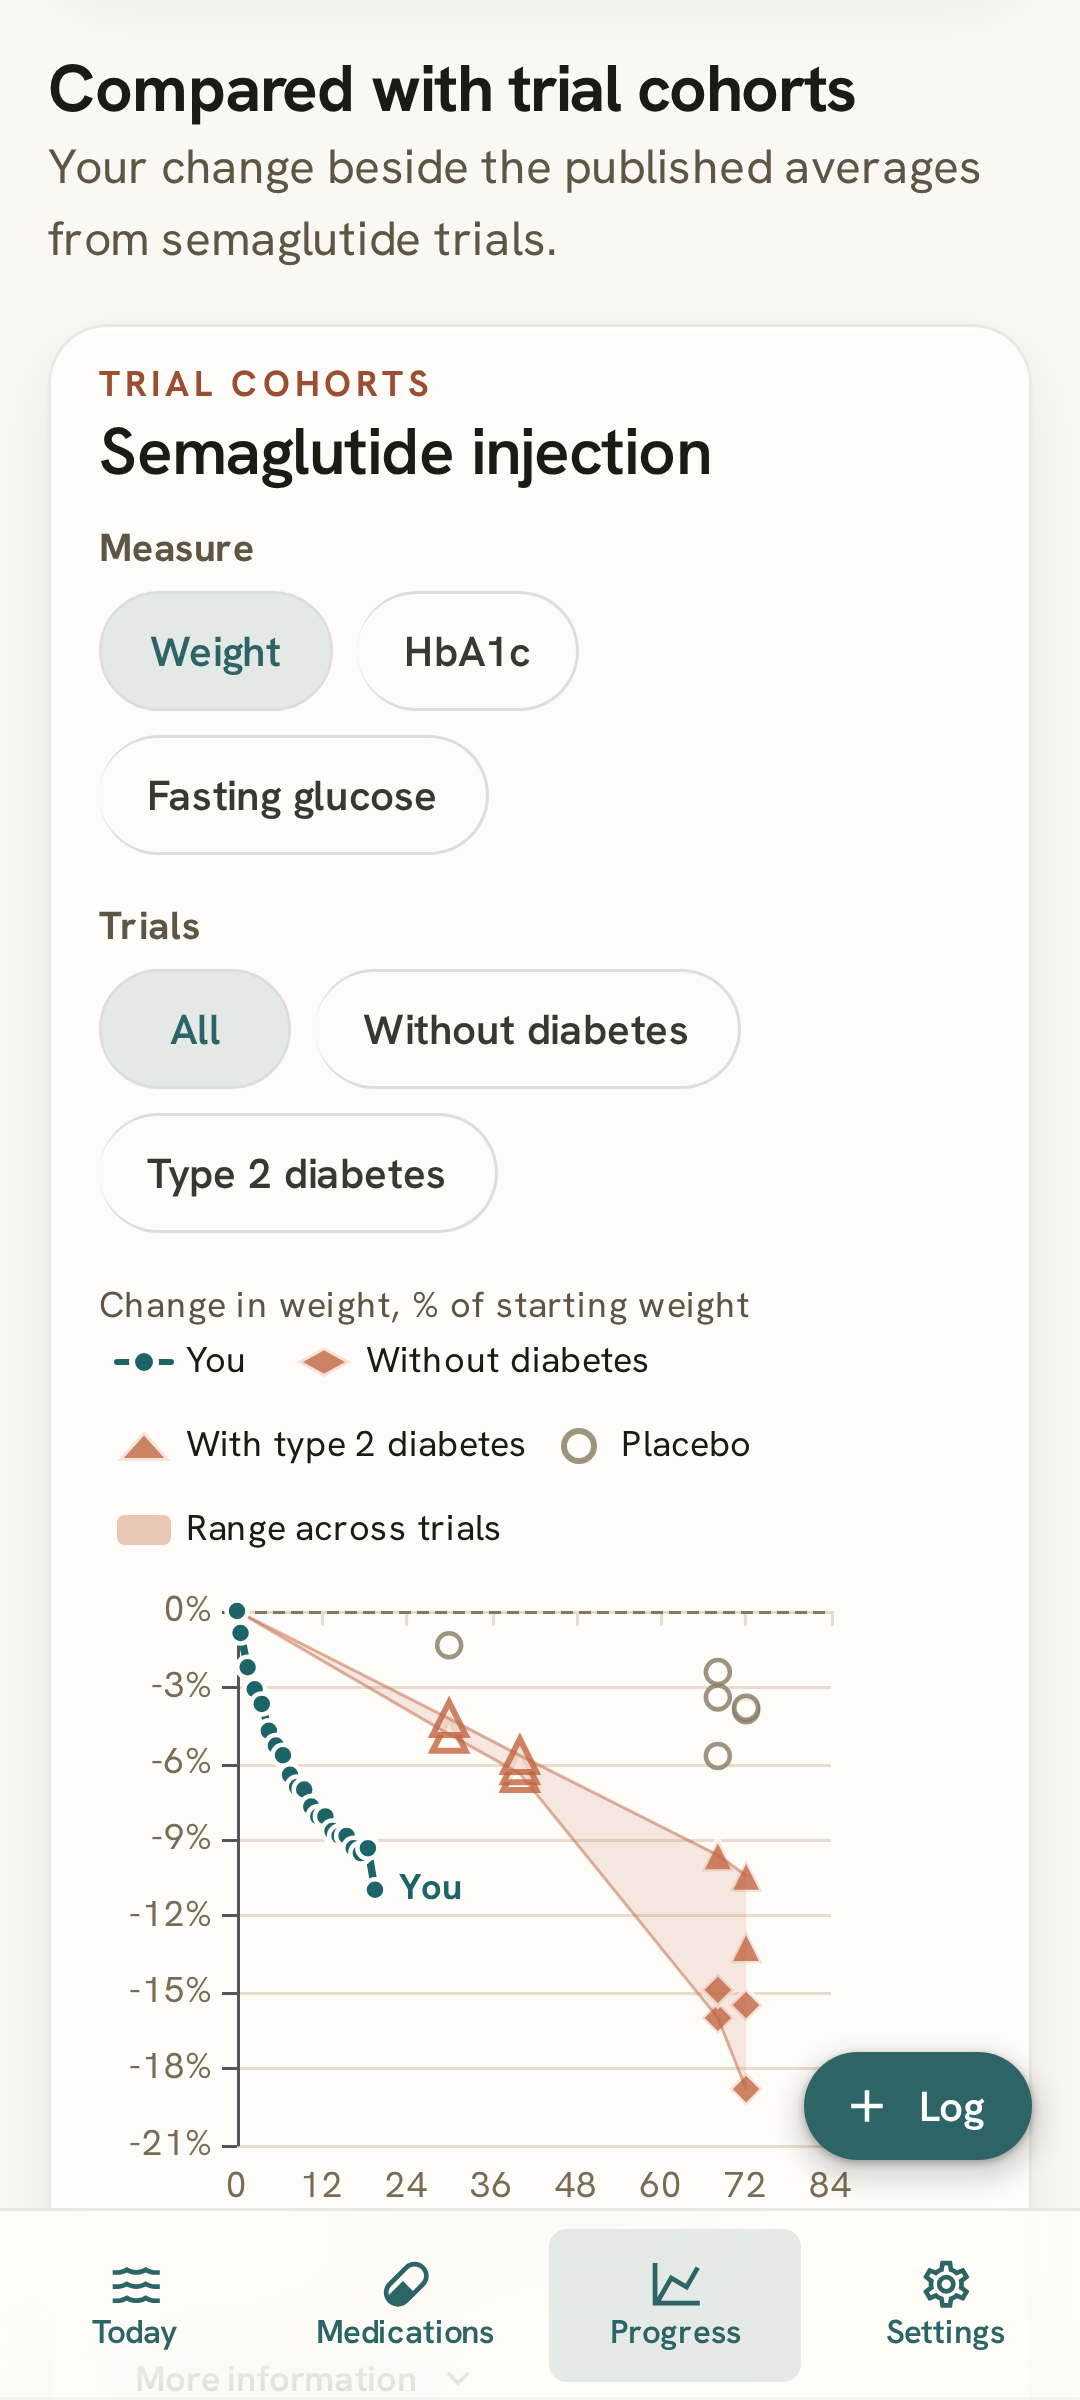 Compared with trial cohorts
Your change beside the published averages
from semaglutide trials.
TRIAL COHORTS
Semaglutide injection
Measure
Weight
HbA1c
Fasting glucose
Trials
All
Without diabetes
Type 2 diabetes
Change in weight, % of starting weight
You
Without diabetes
With type 2 diabetes
Placebo
Range across trials
0%
-3%
-6%
-9%
You
-12%
-15%
-18%
+ Log
-21%
0 12 24 36 48 60 72 84
Today
Medications
Progress
Settings
More information